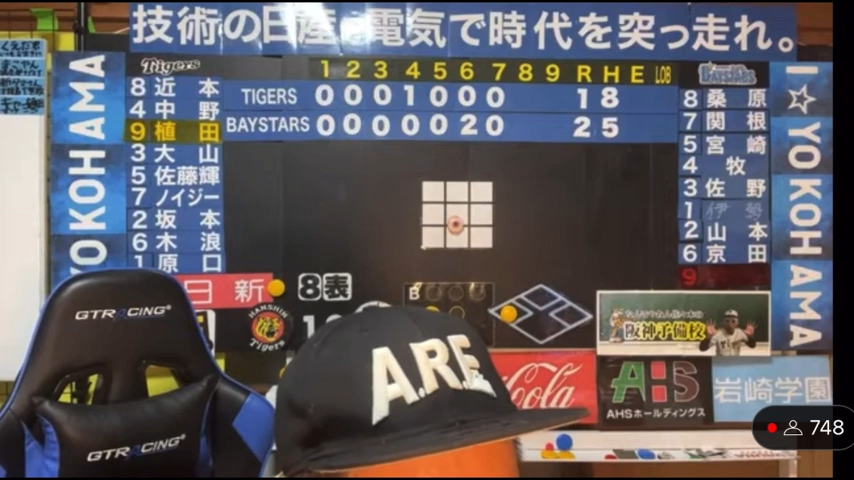 技術の日産 電気で時代を突っ走れ。
Tigers
1 2 3 4 5 6 7 8 9 R H E LOB
TIGERS 0 0 0 1 0 0 0 1 8
BAYSTARS 0 0 0 0 0 2 0 2 5
8 近本
4 中野
9 植田
3 大山
5 佐藤輝
7 ノイジー
2 坂本
6 木浪
1 原口
BAYSTARS
8 桑原
7 関根
5 宮﨑
4 牧
3 佐野
1 伊勢
2 山本
6 京田
9
YOKOHAMA
I☆YOKOHAMA
日新
8表
B
HANSHIN
Tigers
阪神予備校
GTRACING
GTRACING
A.R.E
Coca-Cola
AHS
AHSホールディングス
岩崎学園
748